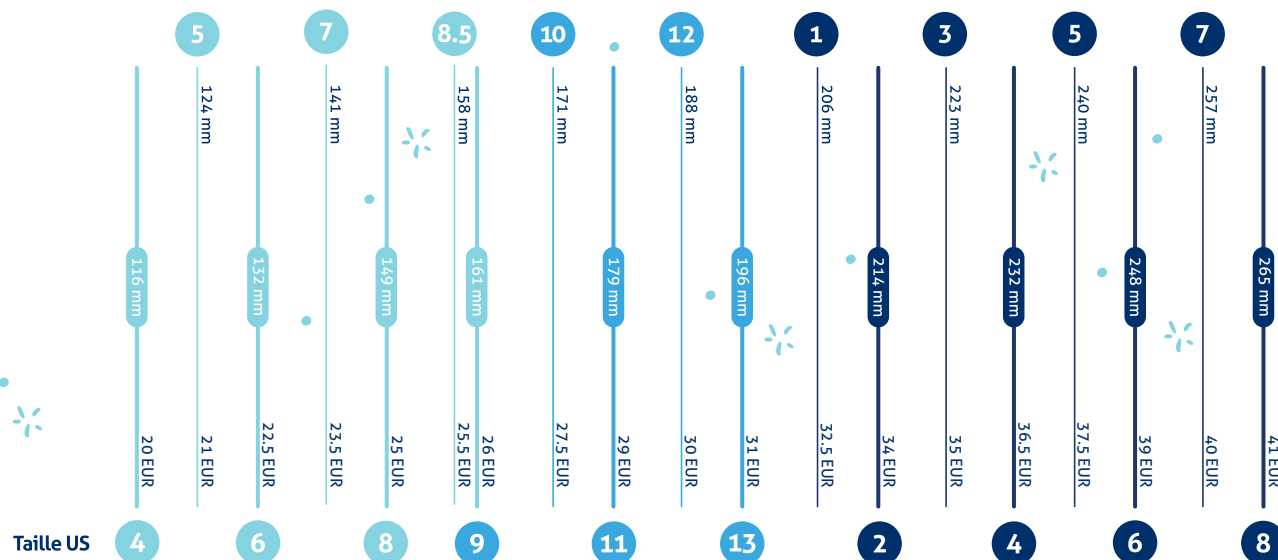 5 7 8.5 10 12 1 3 5 7
124 mm 141 mm 158 mm 171 mm 188 mm 206 mm 223 mm 240 mm 257 mm
116 mm 132 mm 149 mm 161 mm 179 mm 196 mm 214 mm 232 mm 248 mm 265 mm
20 EUR 21 EUR 22.5 EUR 23.5 EUR 25 EUR 25.5 EUR 26 EUR 27.5 EUR 29 EUR 30 EUR 31 EUR 32.5 EUR 34 EUR 35 EUR 36.5 EUR 37.5 EUR 39 EUR 40 EUR 41 EUR
Taille US 4 6 8 9 11 13 2 4 6 8